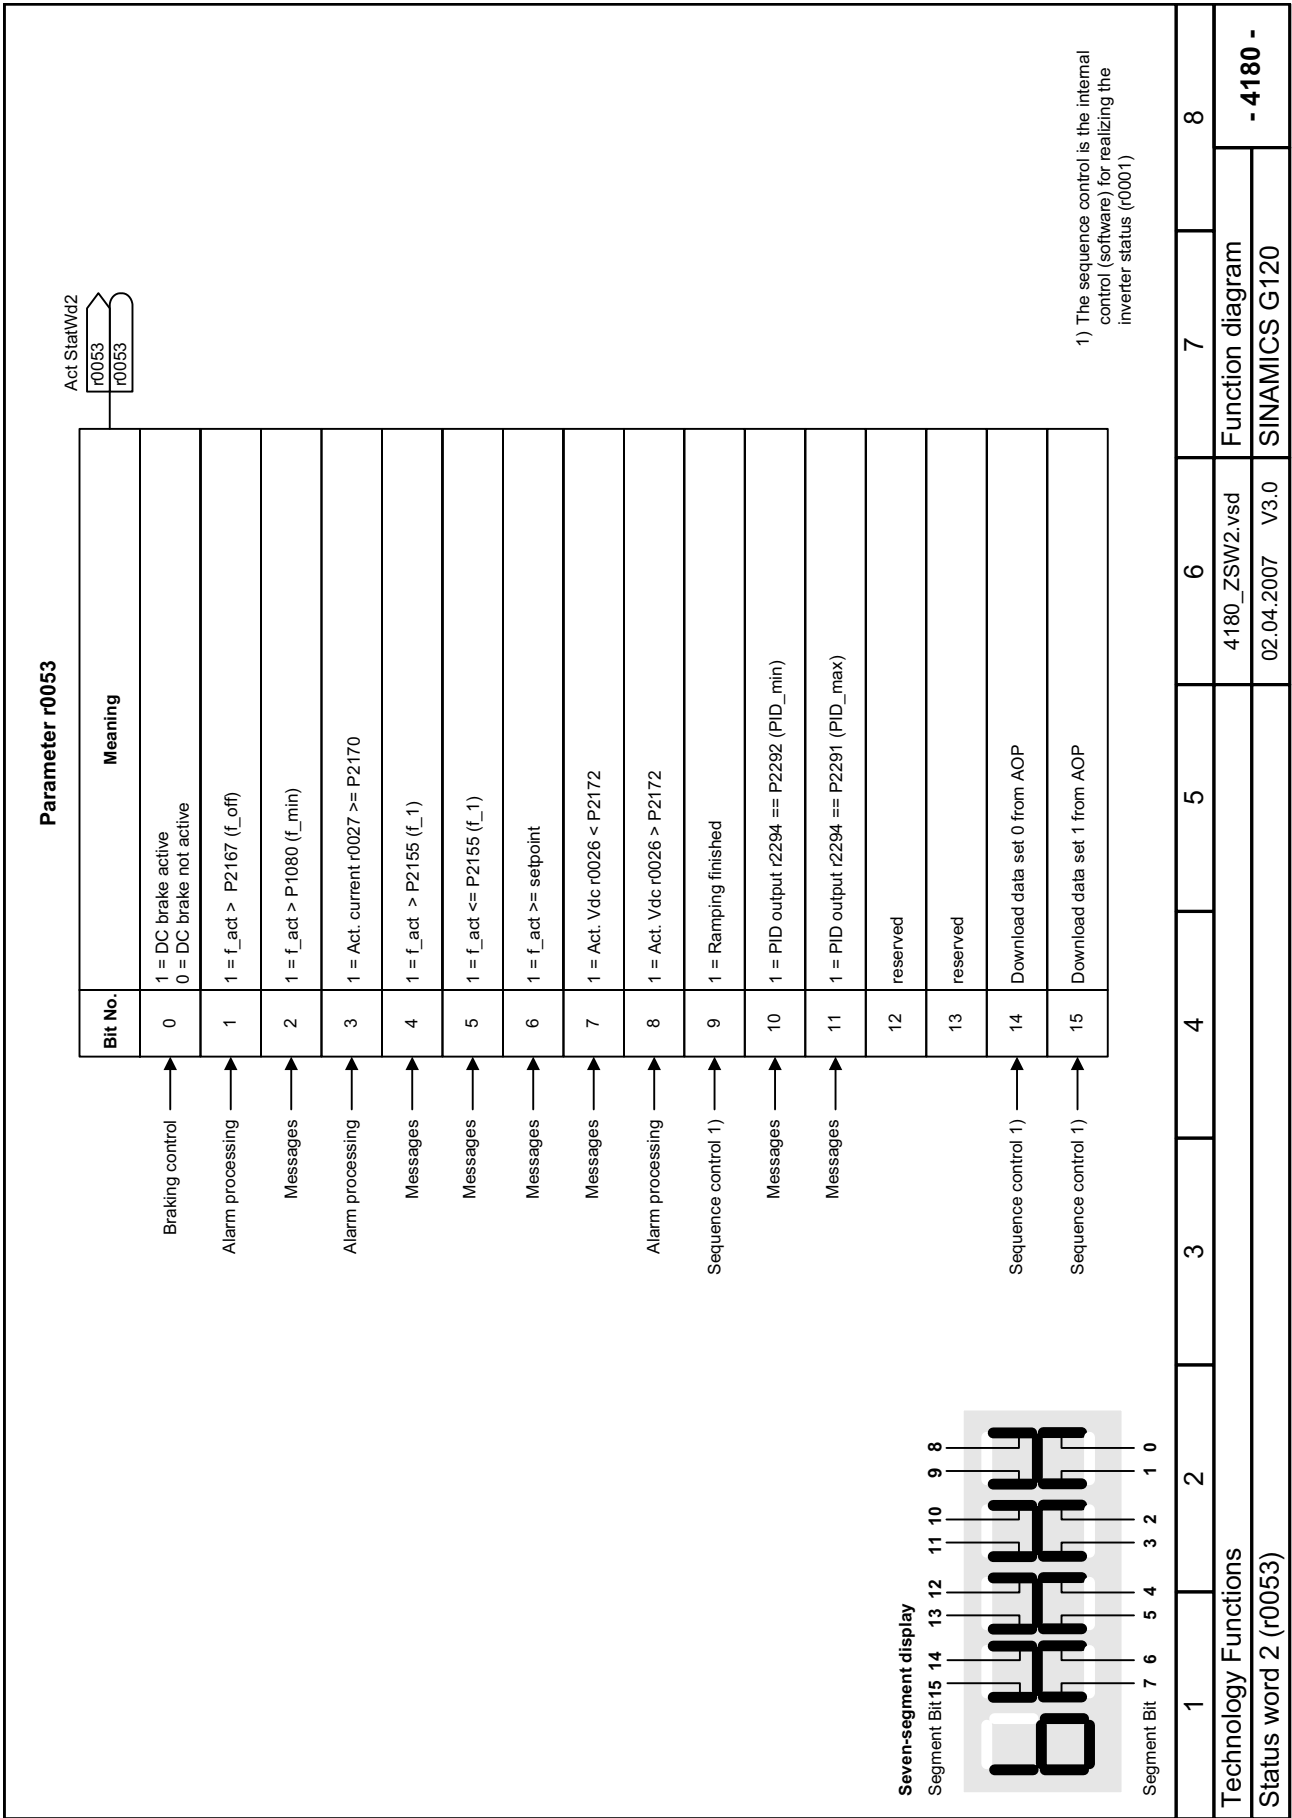 Parameter r0053
Act StatWd2
r0053
r0053
Bit No. Meaning
Braking control 0 1 = DC brake active
0 = DC brake not active
Alarm processing 1 1 = f_act > P2167 (f_off)
Messages 2 1 = f_act > P1080 (f_min)
Alarm processing 3 1 = Act. current r0027 >= P2170
Messages 4 1 = f_act > P2155 (f_1)
Messages 5 1 = f_act <= P2155 (f_1)
Messages 6 1 = f_act >= setpoint
Messages 7 1 = Act. Vdc r0026 < P2172
Alarm processing 8 1 = Act. Vdc r0026 > P2172
Sequence control 1) 9 1 = Ramping finished
Messages 10 1 = PID output r2294 == P2292 (PID_min)
Messages 11 1 = PID output r2294 == P2291 (PID_max)
12 reserved
13 reserved
Sequence control 1) 14 Download data set 0 from AOP
Sequence control 1) 15 Download data set 1 from AOP
Seven-segment display
Segment Bit 15 14 13 12 11 10 9 8
Segment Bit 7 6 5 4 3 2 1 0
1) The sequence control is the internal
control (software) for realizing the
inverter status (r0001)
1 2 3 4 5 6 7 8
Technology Functions 4180_ZSW2.vsd Function diagram - 4180 -
Status word 2 (r0053) 02.04.2007 V3.0 SINAMICS G120